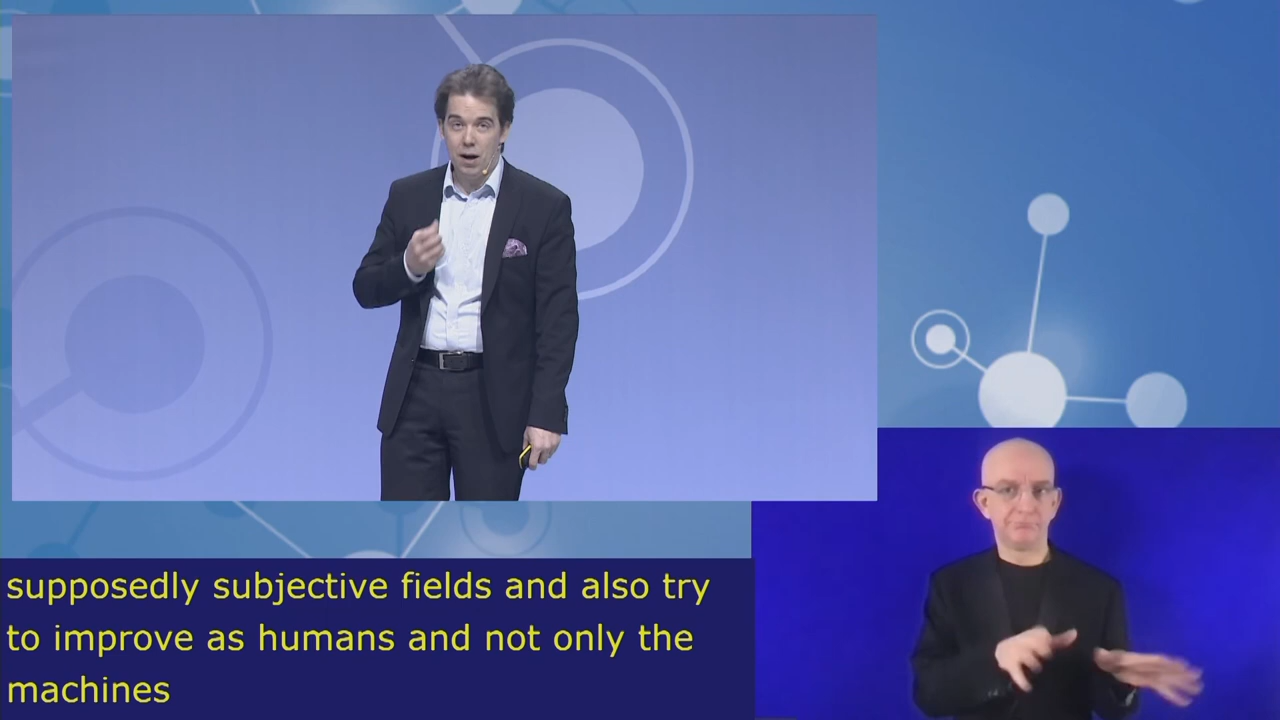 supposedly subjective fields and also try
to improve as humans and not only the
machines